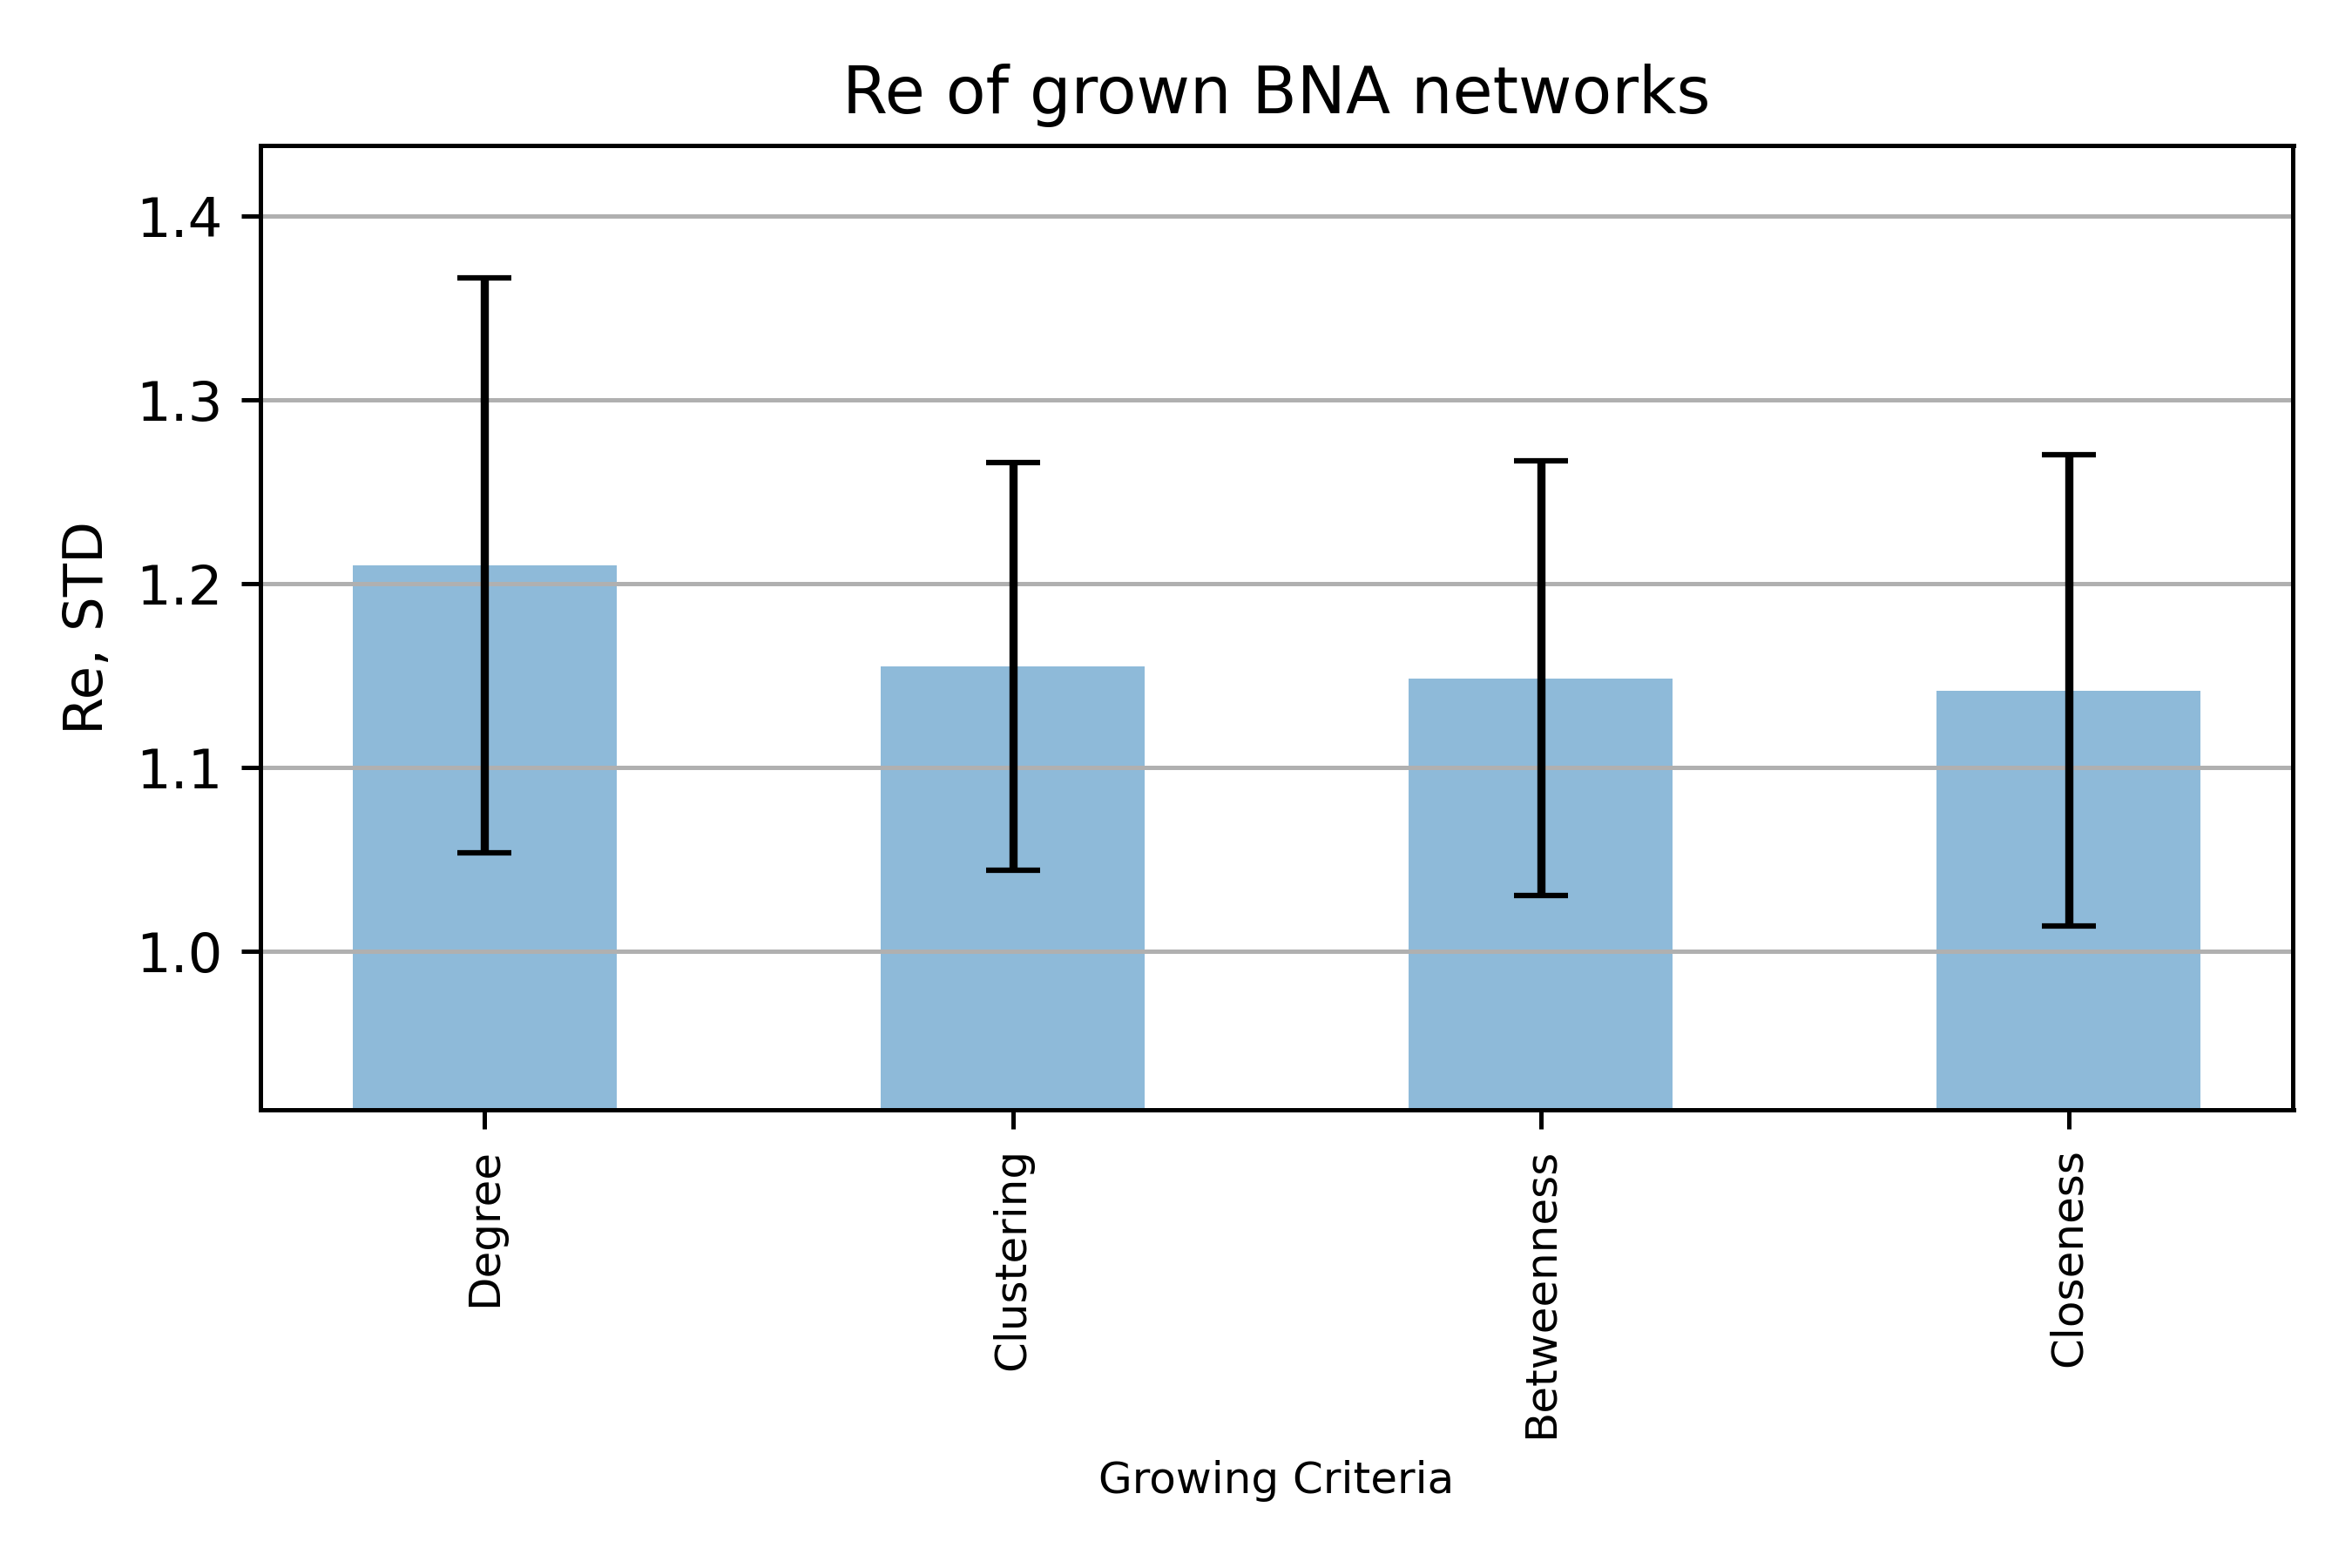 Re of grown BNA networks
1.4
1.3
1.2
1.1
1.0
Re, STD
Degree
Clustering
Betweenness
Closeness
Growing Criteria